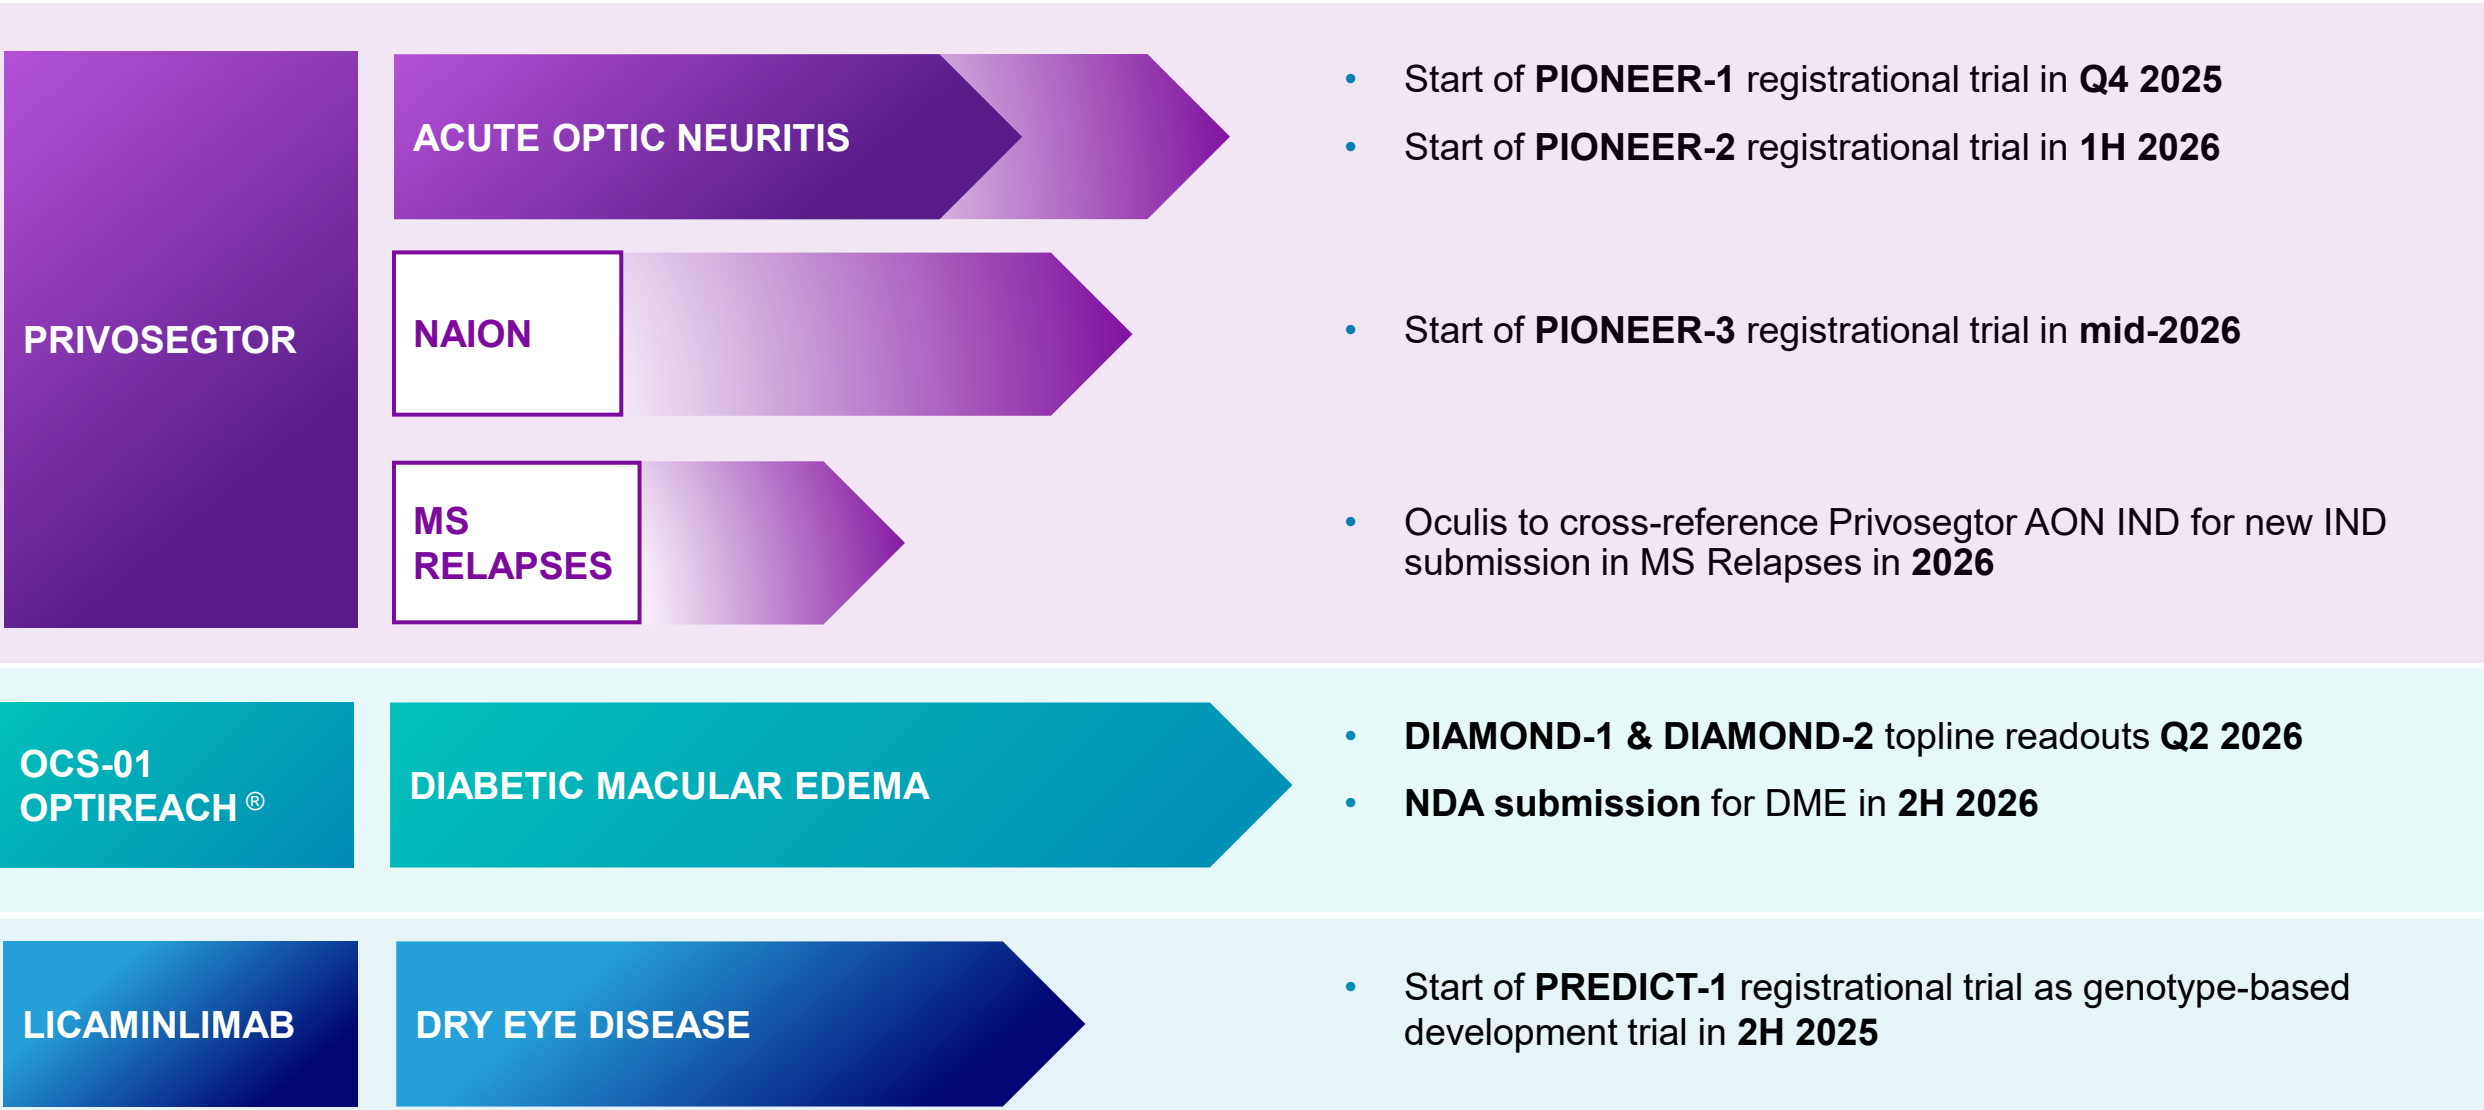 PRIVOSEGTOR
ACUTE OPTIC NEURITIS
• Start of PIONEER-1 registrational trial in Q4 2025
• Start of PIONEER-2 registrational trial in 1H 2026
NAION
• Start of PIONEER-3 registrational trial in mid-2026
MS
RELAPSES
• Oculis to cross-reference Privosegtor AON IND for new IND
submission in MS Relapses in 2026
OCS-01
OPTIREACH ®
DIABETIC MACULAR EDEMA
• DIAMOND-1 & DIAMOND-2 topline readouts Q2 2026
• NDA submission for DME in 2H 2026
LICAMINLIMAB
DRY EYE DISEASE
• Start of PREDICT-1 registrational trial as genotype-based
development trial in 2H 2025